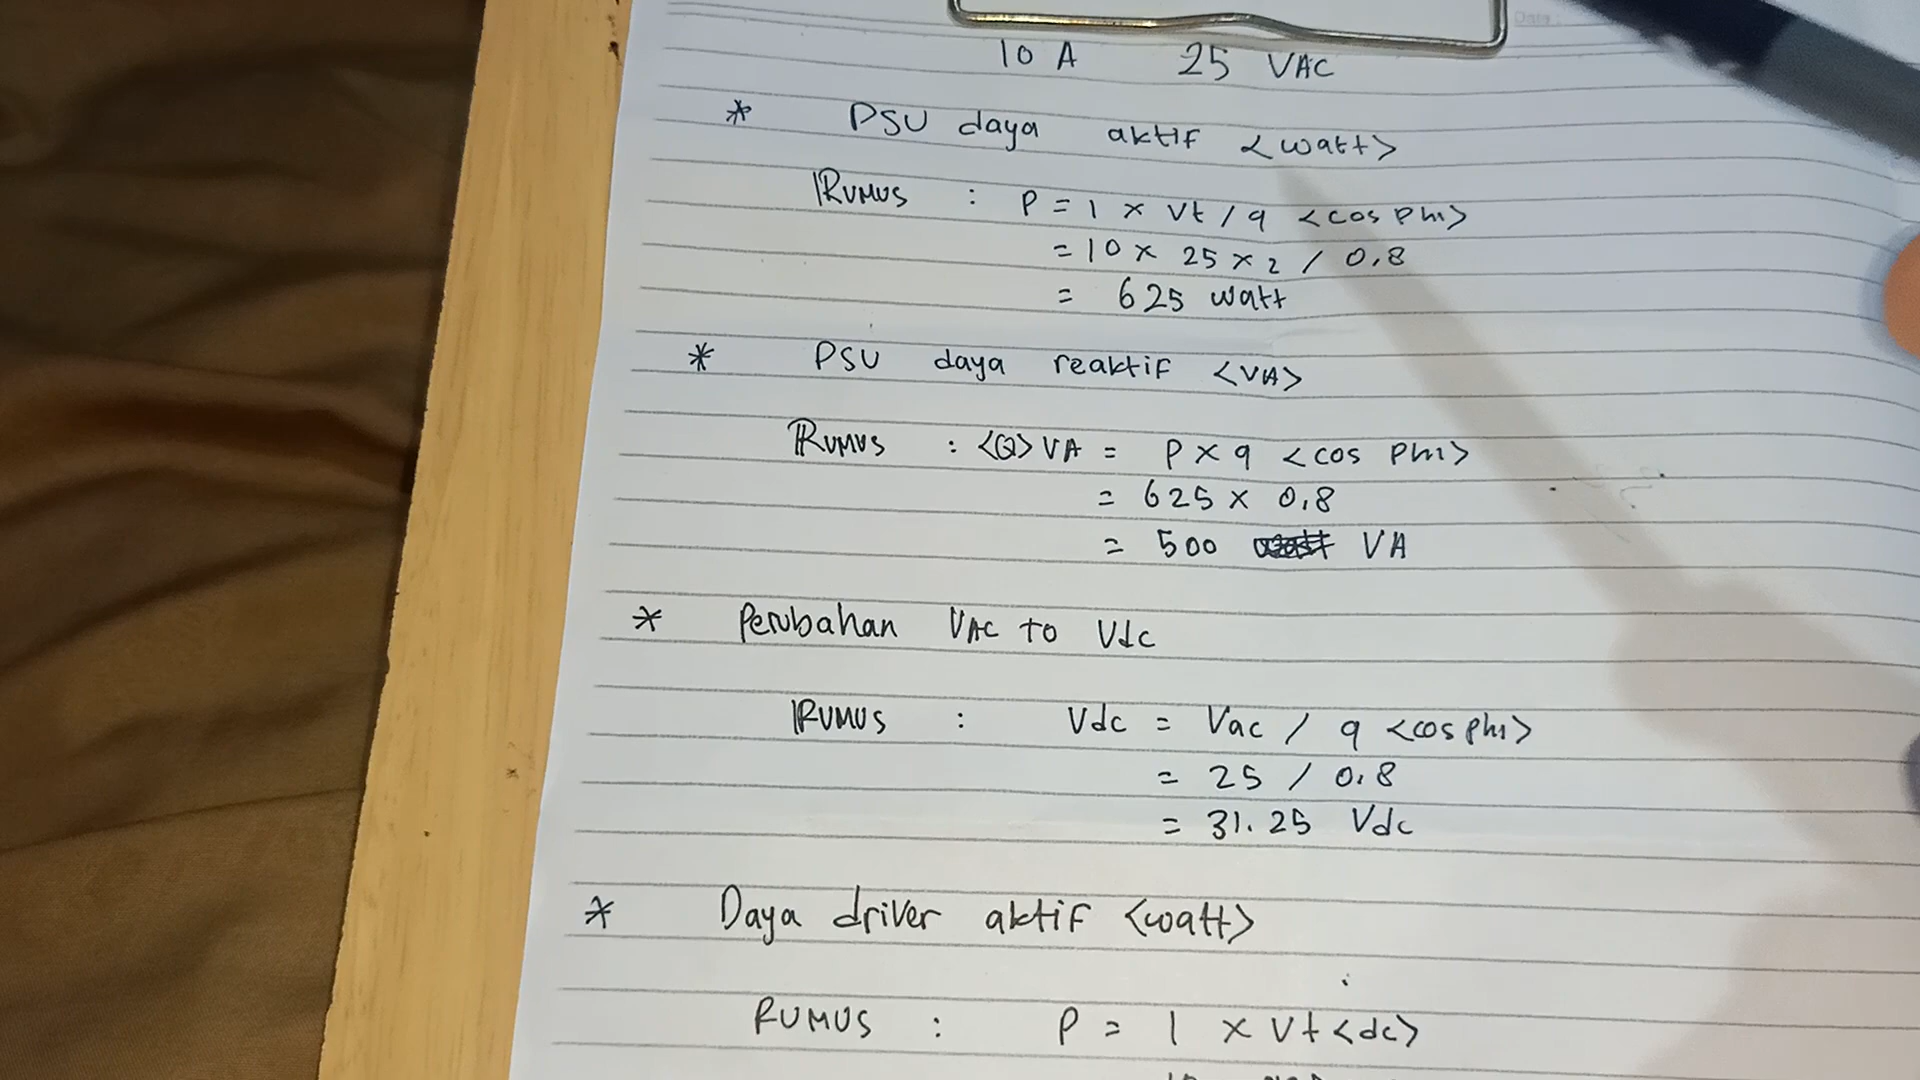 10 A 25 VAC
* PSU daya aktif <watt>
RUMUS : P = I x Vt / q <cos Phi>
= 10 x 25 x 2 / 0,8
= 625 watt
* PSU daya reaktif <VA>
RUMUS : <Q> VA = P x q <cos Phi>
= 625 x 0,8
= 500 VA
* Perubahan VAC to Vdc
RUMUS : Vdc = Vac / q <cos phi>
= 25 / 0.8
= 31.25 Vdc
* Daya driver aktif <watt>
RUMUS : P = I x Vt <dc>